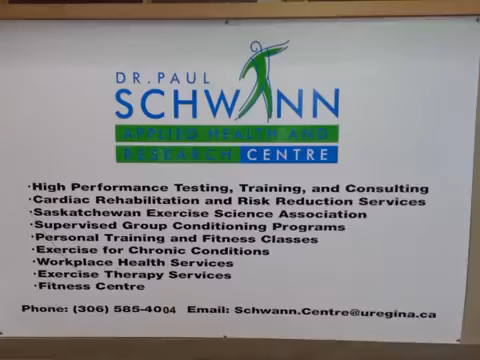 DR. PAUL
SCHWANN
APPLIED HEALTH AND
RESEARCH CENTRE
·High Performance Testing, Training, and Consulting
·Cardiac Rehabilitation and Risk Reduction Services
·Saskatchewan Exercise Science Association
·Supervised Group Conditioning Programs
·Personal Training and Fitness Classes
·Exercise for Chronic Conditions
·Workplace Health Services
·Exercise Therapy Services
·Fitness Centre
Phone: (306) 585-4004 Email: Schwann.Centre@uregina.ca